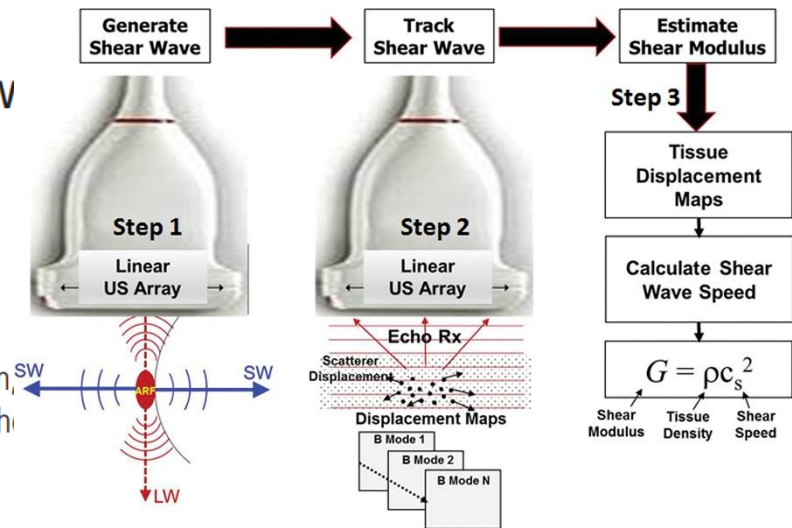 Generate
Shear Wave
Track
Shear Wave
Estimate
Shear Modulus
Step 1
Linear
US Array
SW
SW
ARF
LW
Step 2
Linear
US Array
Echo Rx
Scatterer
Displacement
Displacement Maps
B Mode 1
B Mode 2
B Mode N
Step 3
Tissue
Displacement
Maps
Calculate Shear
Wave Speed
G = ρcₛ²
Shear
Modulus
Tissue
Density
Shear
Speed